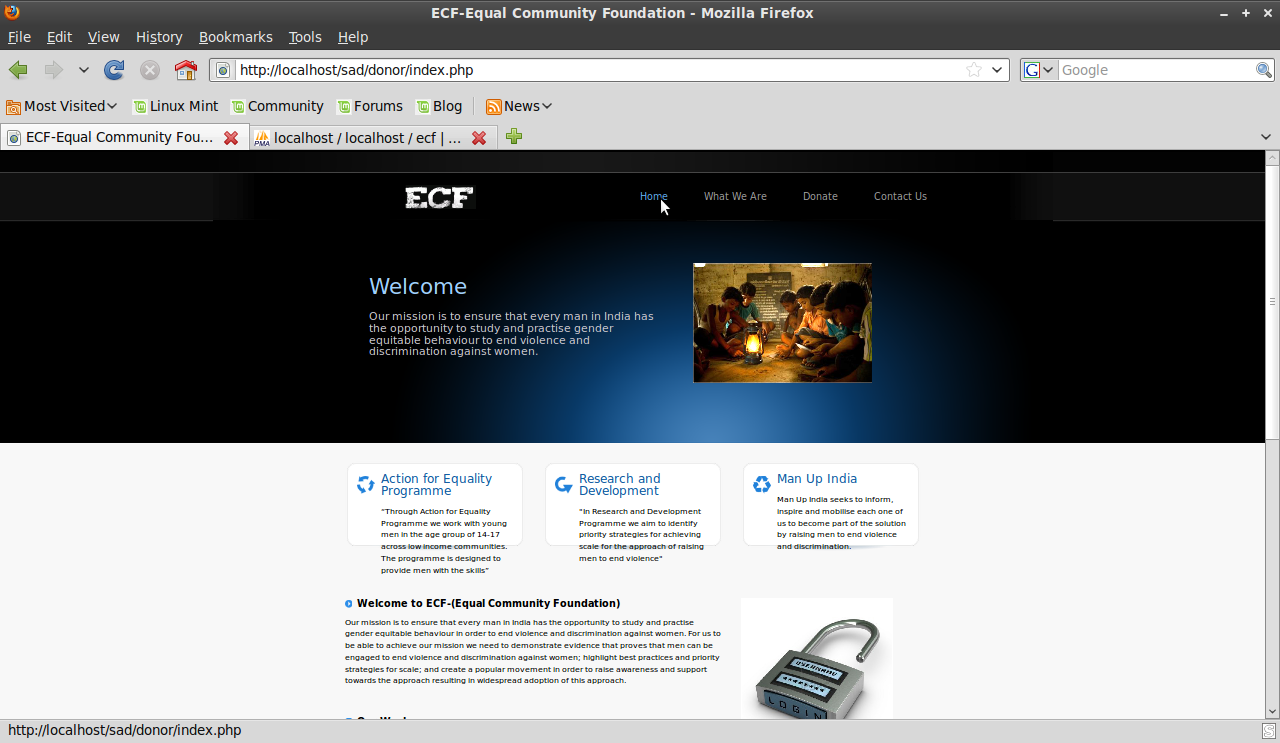 ECF-Equal Community Foundation - Mozilla Firefox
File Edit View History Bookmarks Tools Help
http://localhost/sad/donor/index.php
Google
Most Visited Linux Mint Community Forums Blog News
ECF-Equal Community Fou...
PMA localhost / localhost / ecf | ...
ECF
Home What We Are Donate Contact Us
Welcome
Our mission is to ensure that every man in India has
the opportunity to study and practise gender
equitable behaviour to end violence and
discrimination against women.
Action for Equality
Programme
"Through Action for Equality
Programme we work with young
men in the age group of 14-17
across low income communities.
The programme is designed to
provide men with the skills"
Research and
Development
"In Research and Development
Programme we aim to identify
priority strategies for achieving
scale for the approach of raising
men to end violence"
Man Up India
Man Up India seeks to inform,
inspire and mobilise each one of
us to become part of the solution
by raising men to end violence
and discrimination.
Welcome to ECF-(Equal Community Foundation)
Our mission is to ensure that every man in India has the opportunity to study and practise
gender equitable behaviour in order to end violence and discrimination against women. For us to
be able to achieve our mission we need to demonstrate evidence that proves that men can be
engaged to end violence and discrimination against women; highlight best practices and priority
strategies for scale; and create a popular movement in order to raise awareness and support
towards the approach resulting in widespread adoption of this approach.
LOGIN
http://localhost/sad/donor/index.php